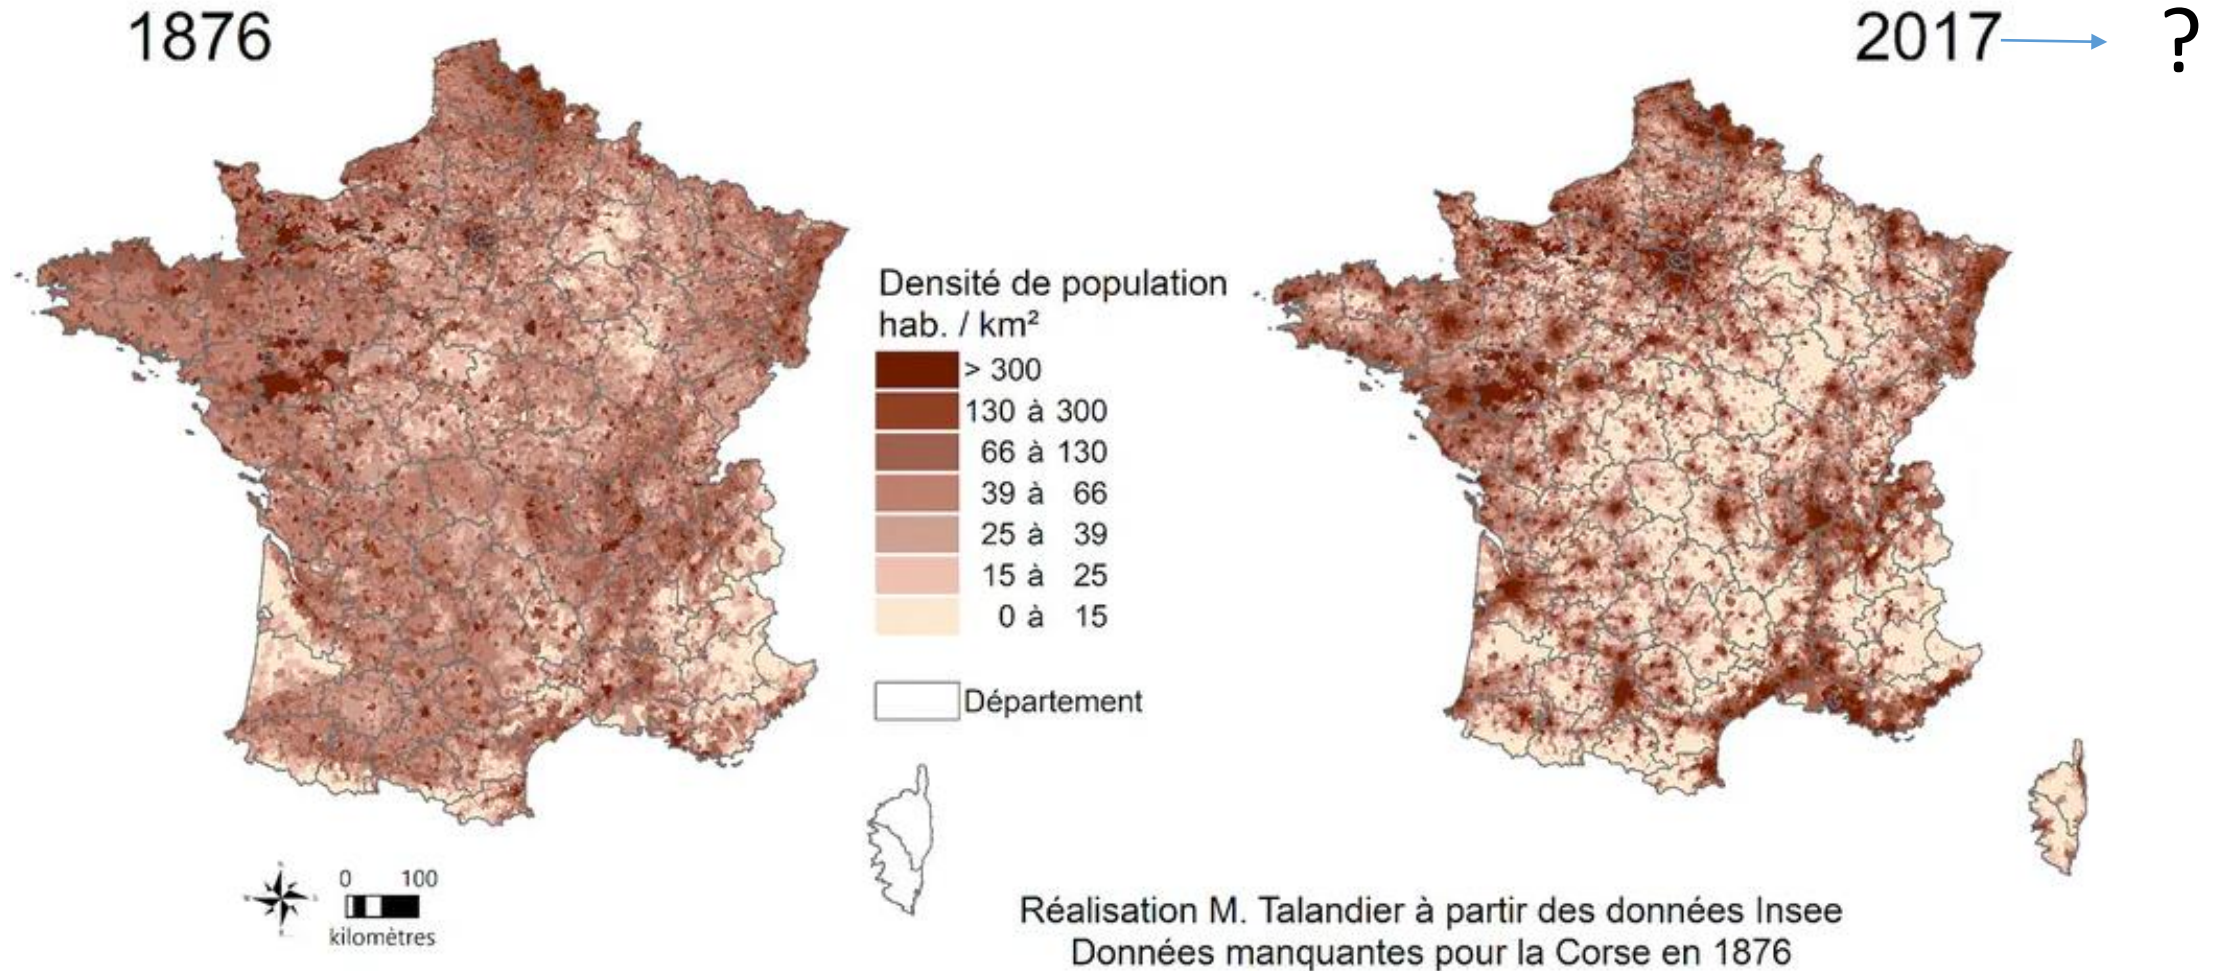 1876
2017
?
Densité de population
hab. / km²
> 300
130 à 300
66 à 130
39 à 66
25 à 39
15 à 25
0 à 15
Département
0 100
kilomètres
Réalisation M. Talandier à partir des données Insee
Données manquantes pour la Corse en 1876